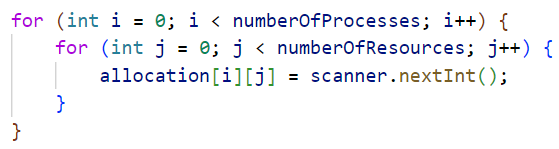 for (int i = 0; i < numberOfProcesses; i++) {
    for (int j = 0; j < numberOfResources; j++) {
        allocation[i][j] = scanner.nextInt();
    }
}